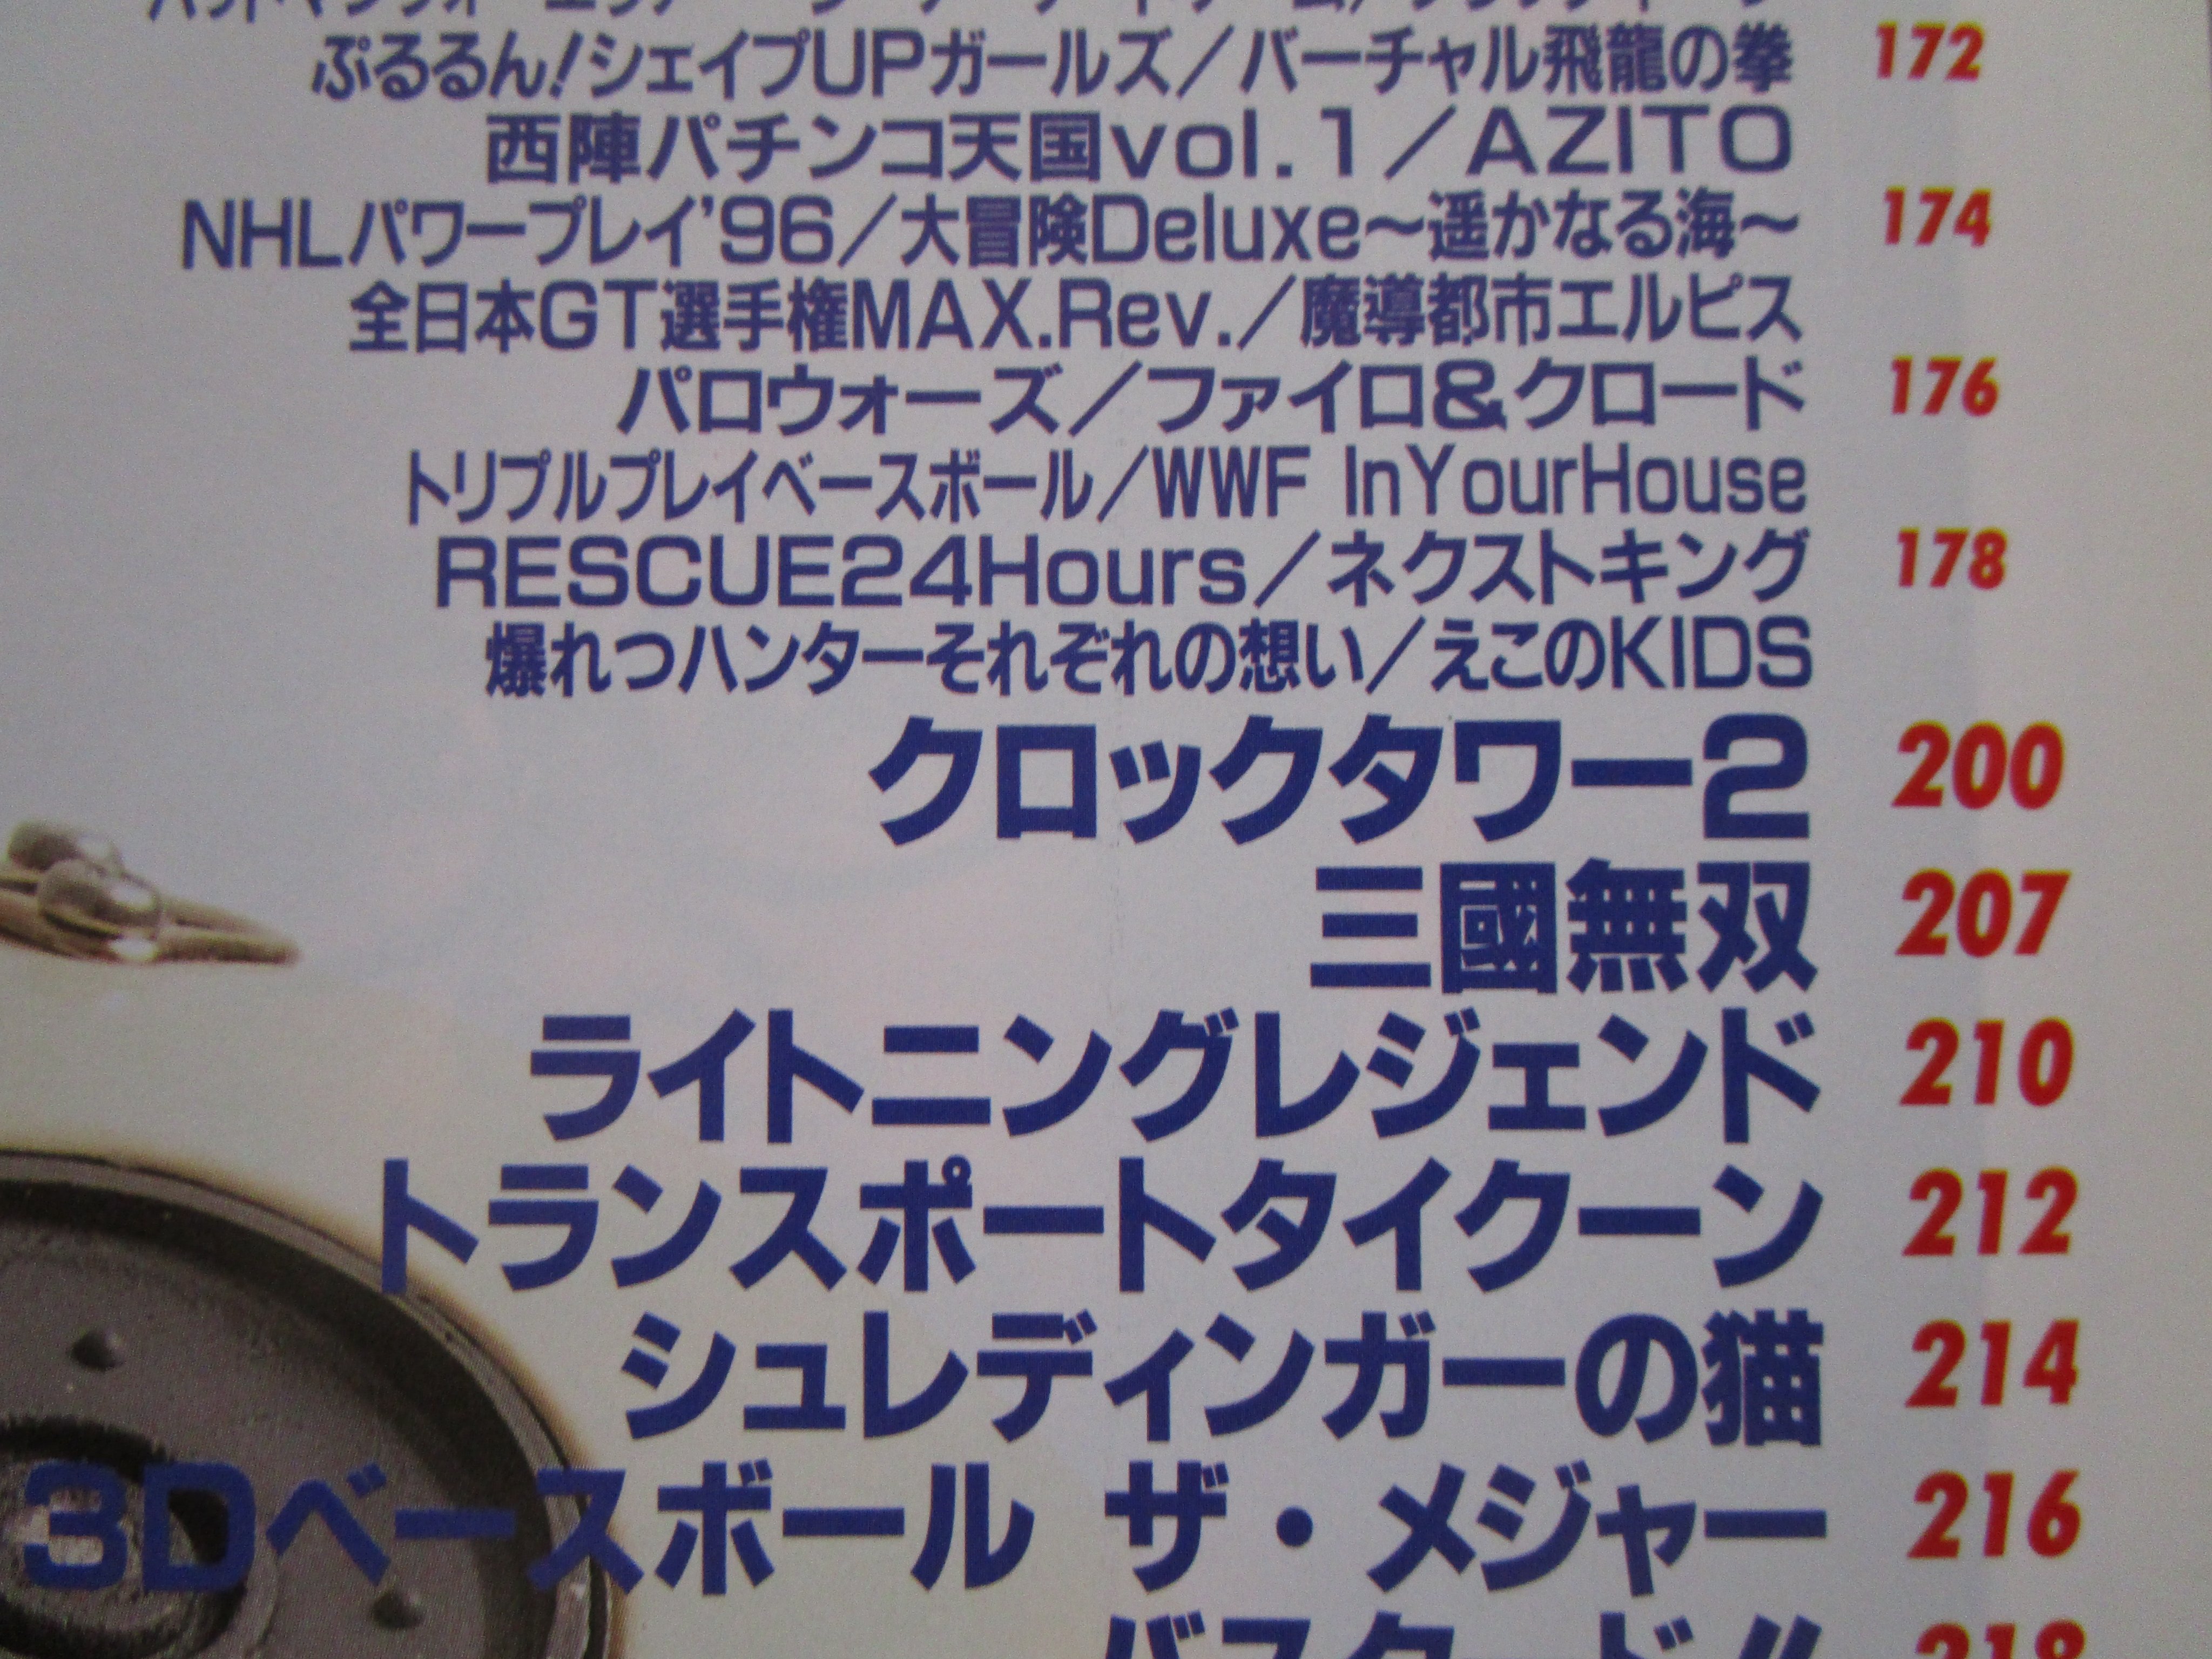 ぷるるん!シェイプUPガールズ／バーチャル飛龍の拳 172
西陣パチンコ天国vol.1／AZITO
NHLパワープレイ'96／大冒険Deluxe〜遥かなる海〜 174
全日本GT選手権MAX.Rev.／魔導都市エルピス
パロウォーズ／ファイロ&クロード 176
トリプルプレイベースボール／WWF InYourHouse
RESCUE24Hours／ネクストキング 178
爆れつハンターそれぞれの想い／えこのKIDS
クロックタワー2 200
三國無双 207
ライトニングレジェンド 210
トランスポートタイクーン 212
シュレディンガーの猫 214
3Dベースボール ザ・メジャー 216
バスタード!! 218